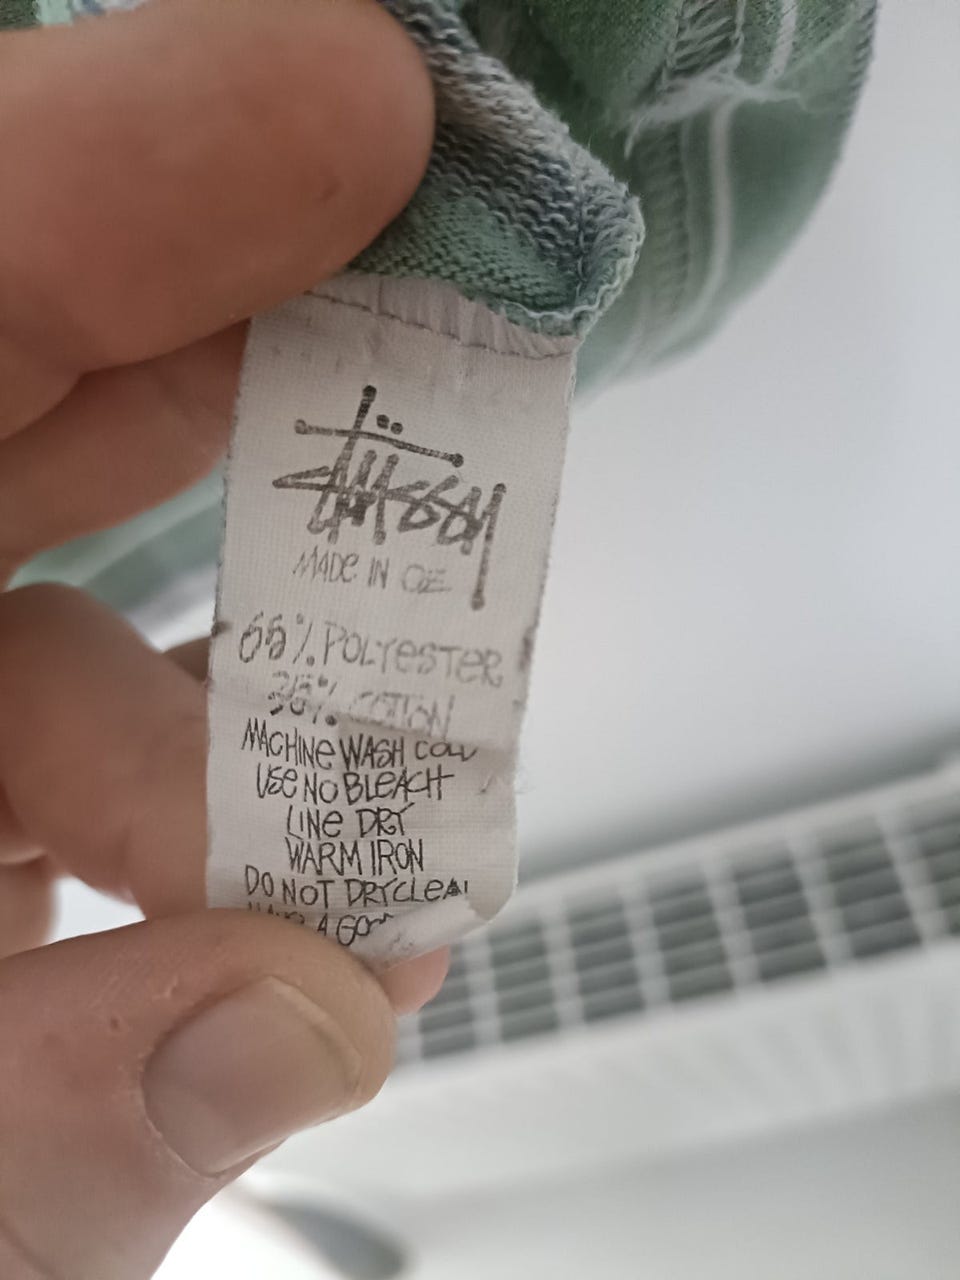 STÜSSY
MADE IN
65% POLYESTER
35% COTTON
MACHINE WASH COLD
USE NO BLEACH
LINE DRY
WARM IRON
DO NOT DRYCLEAN
A GOO